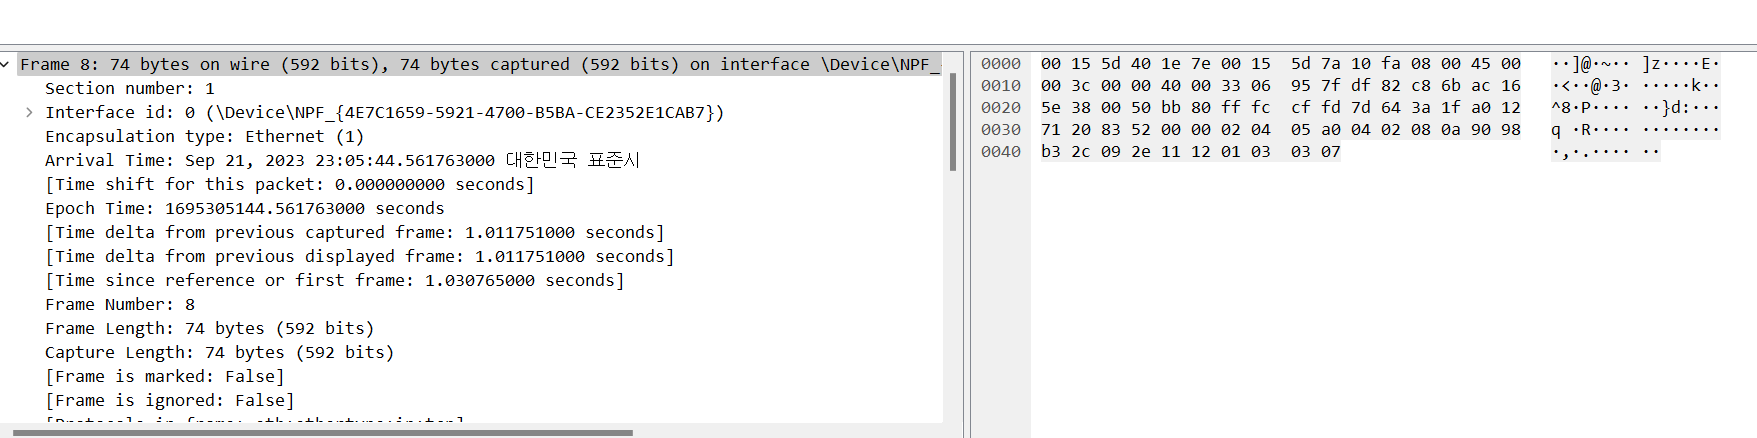 Frame 8: 74 bytes on wire (592 bits), 74 bytes captured (592 bits) on interface \Device\NPF_
Section number: 1
Interface id: 0 (\Device\NPF_{4E7C1659-5921-4700-B5BA-CE2352E1CAB7})
Encapsulation type: Ethernet (1)
Arrival Time: Sep 21, 2023 23:05:44.561763000 대한민국 표준시
[Time shift for this packet: 0.000000000 seconds]
Epoch Time: 1695305144.561763000 seconds
[Time delta from previous captured frame: 1.011751000 seconds]
[Time delta from previous displayed frame: 1.011751000 seconds]
[Time since reference or first frame: 1.030765000 seconds]
Frame Number: 8
Frame Length: 74 bytes (592 bits)
Capture Length: 74 bytes (592 bits)
[Frame is marked: False]
[Frame is ignored: False]
0000 00 15 5d 40 1e 7e 00 15 5d 7a 10 fa 08 00 45 00 ··]@·~·· ]z····E·
0010 00 3c 00 00 40 00 33 06 95 7f df 82 c8 6b ac 16 ·<··@·3· ·····k··
0020 5e 38 00 50 bb 80 ff fc cf fd 7d 64 3a 1f a0 12 ^8·P···· ··}d:···
0030 71 20 83 52 00 00 02 04 05 a0 04 02 08 0a 90 98 q ·R···· ········
0040 b3 2c 09 2e 11 12 01 03 03 07 ·,·.···· ··